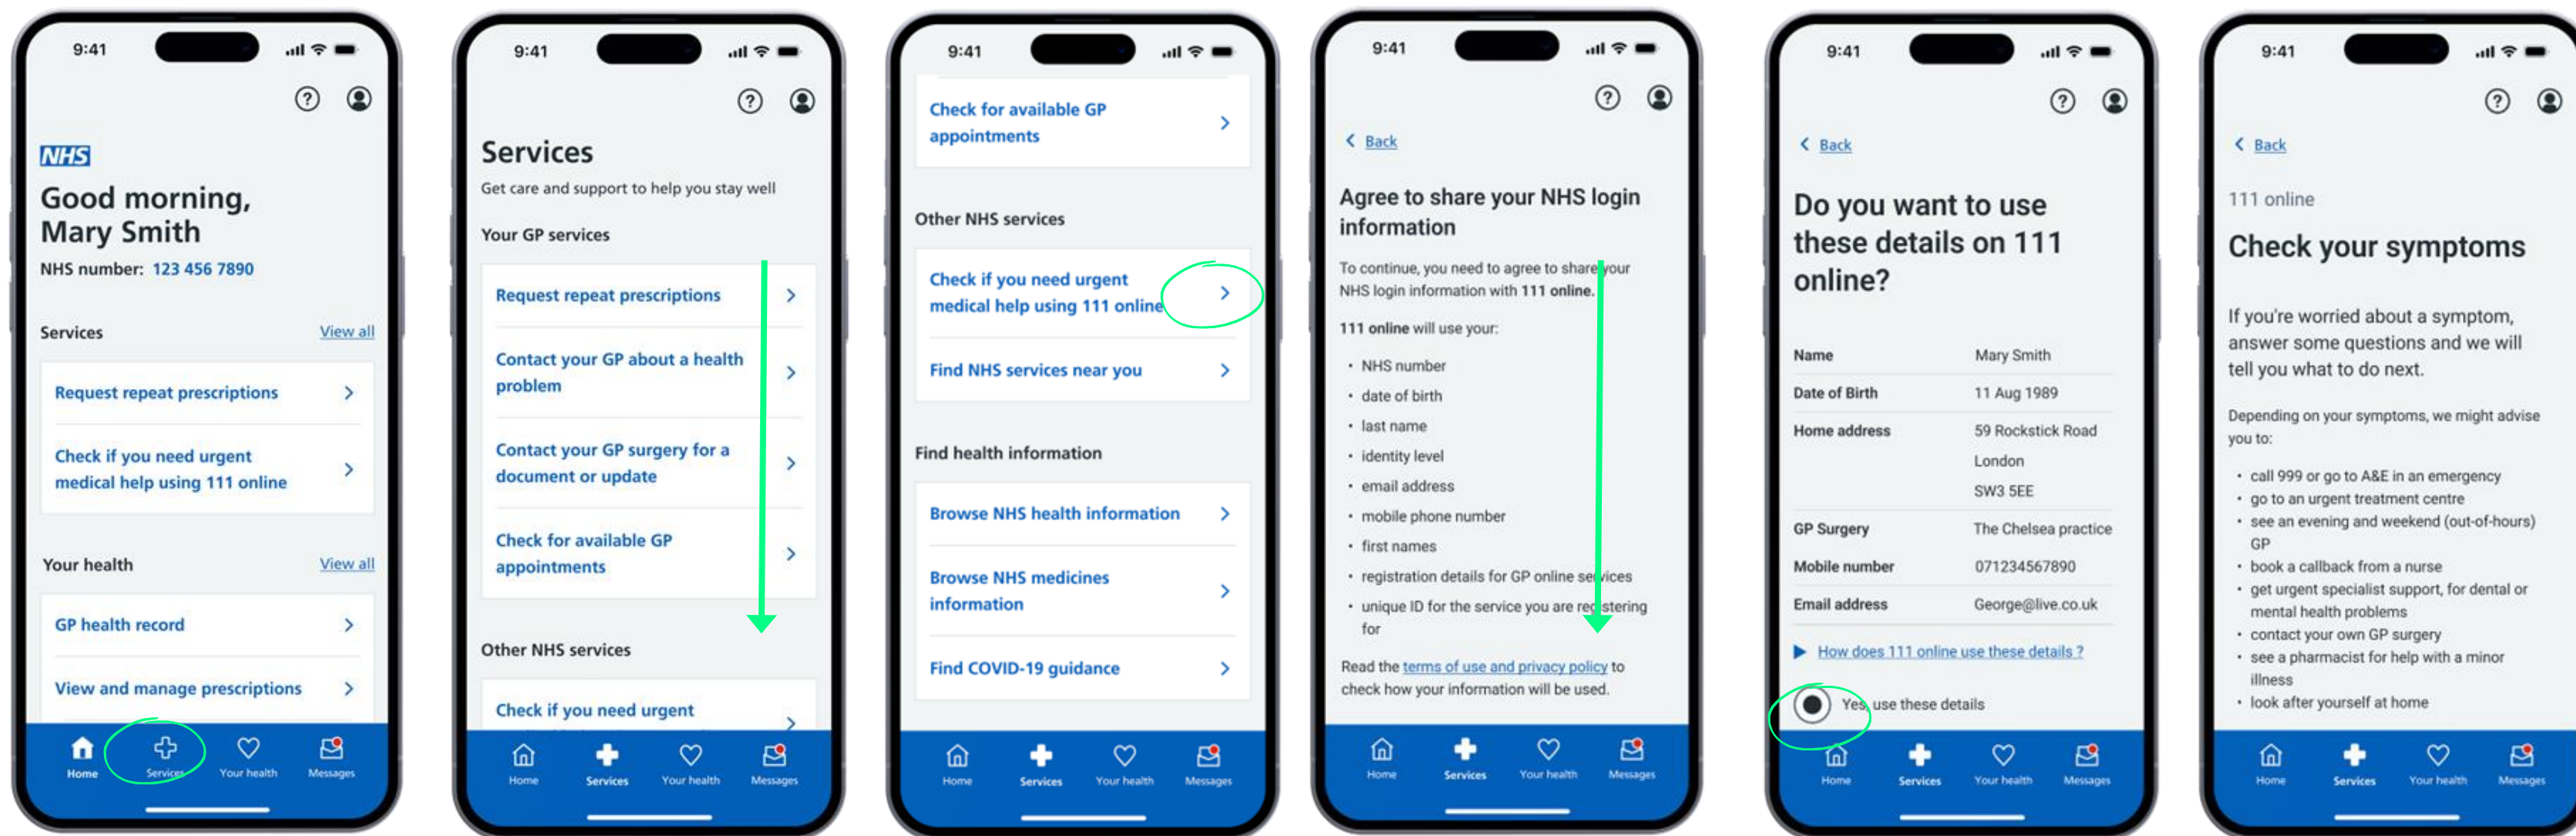 9:41
NHS
Good morning,
Mary Smith
NHS number: 123 456 7890
Services View all
Request repeat prescriptions
Check if you need urgent
medical help using 111 online
Your health View all
GP health record
View and manage prescriptions
Home Services Your health Messages
9:41
Services
Get care and support to help you stay well
Your GP services
Request repeat prescriptions
Contact your GP about a health
problem
Contact your GP surgery for a
document or update
Check for available GP
appointments
Other NHS services
Check if you need urgent
Home Services Your health Messages
9:41
Check for available GP
appointments
Other NHS services
Check if you need urgent
medical help using 111 online
Find NHS services near you
Find health information
Browse NHS health information
Browse NHS medicines
information
Find COVID-19 guidance
Home Services Your health Messages
9:41
Back
Agree to share your NHS login
information
To continue, you need to agree to share your
NHS login information with 111 online.
111 online will use your:
• NHS number
• date of birth
• last name
• identity level
• email address
• mobile phone number
• first names
• registration details for GP online services
• unique ID for the service you are registering
for
Read the terms of use and privacy policy to
check how your information will be used.
Home Services Your health Messages
9:41
Back
Do you want to use
these details on 111
online?
Name Mary Smith
Date of Birth 11 Aug 1989
Home address 59 Rockstick Road
London
SW3 5EE
GP Surgery The Chelsea practice
Mobile number 071234567890
Email address George@live.co.uk
How does 111 online use these details ?
Yes, use these details
Home Services Your health Messages
9:41
Back
111 online
Check your symptoms
If you're worried about a symptom,
answer some questions and we will
tell you what to do next.
Depending on your symptoms, we might advise
you to:
• call 999 or go to A&E in an emergency
• go to an urgent treatment centre
• see an evening and weekend (out-of-hours)
GP
• book a callback from a nurse
• get urgent specialist support, for dental or
mental health problems
• contact your own GP surgery
• see a pharmacist for help with a minor
illness
• look after yourself at home
Home Services Your health Messages